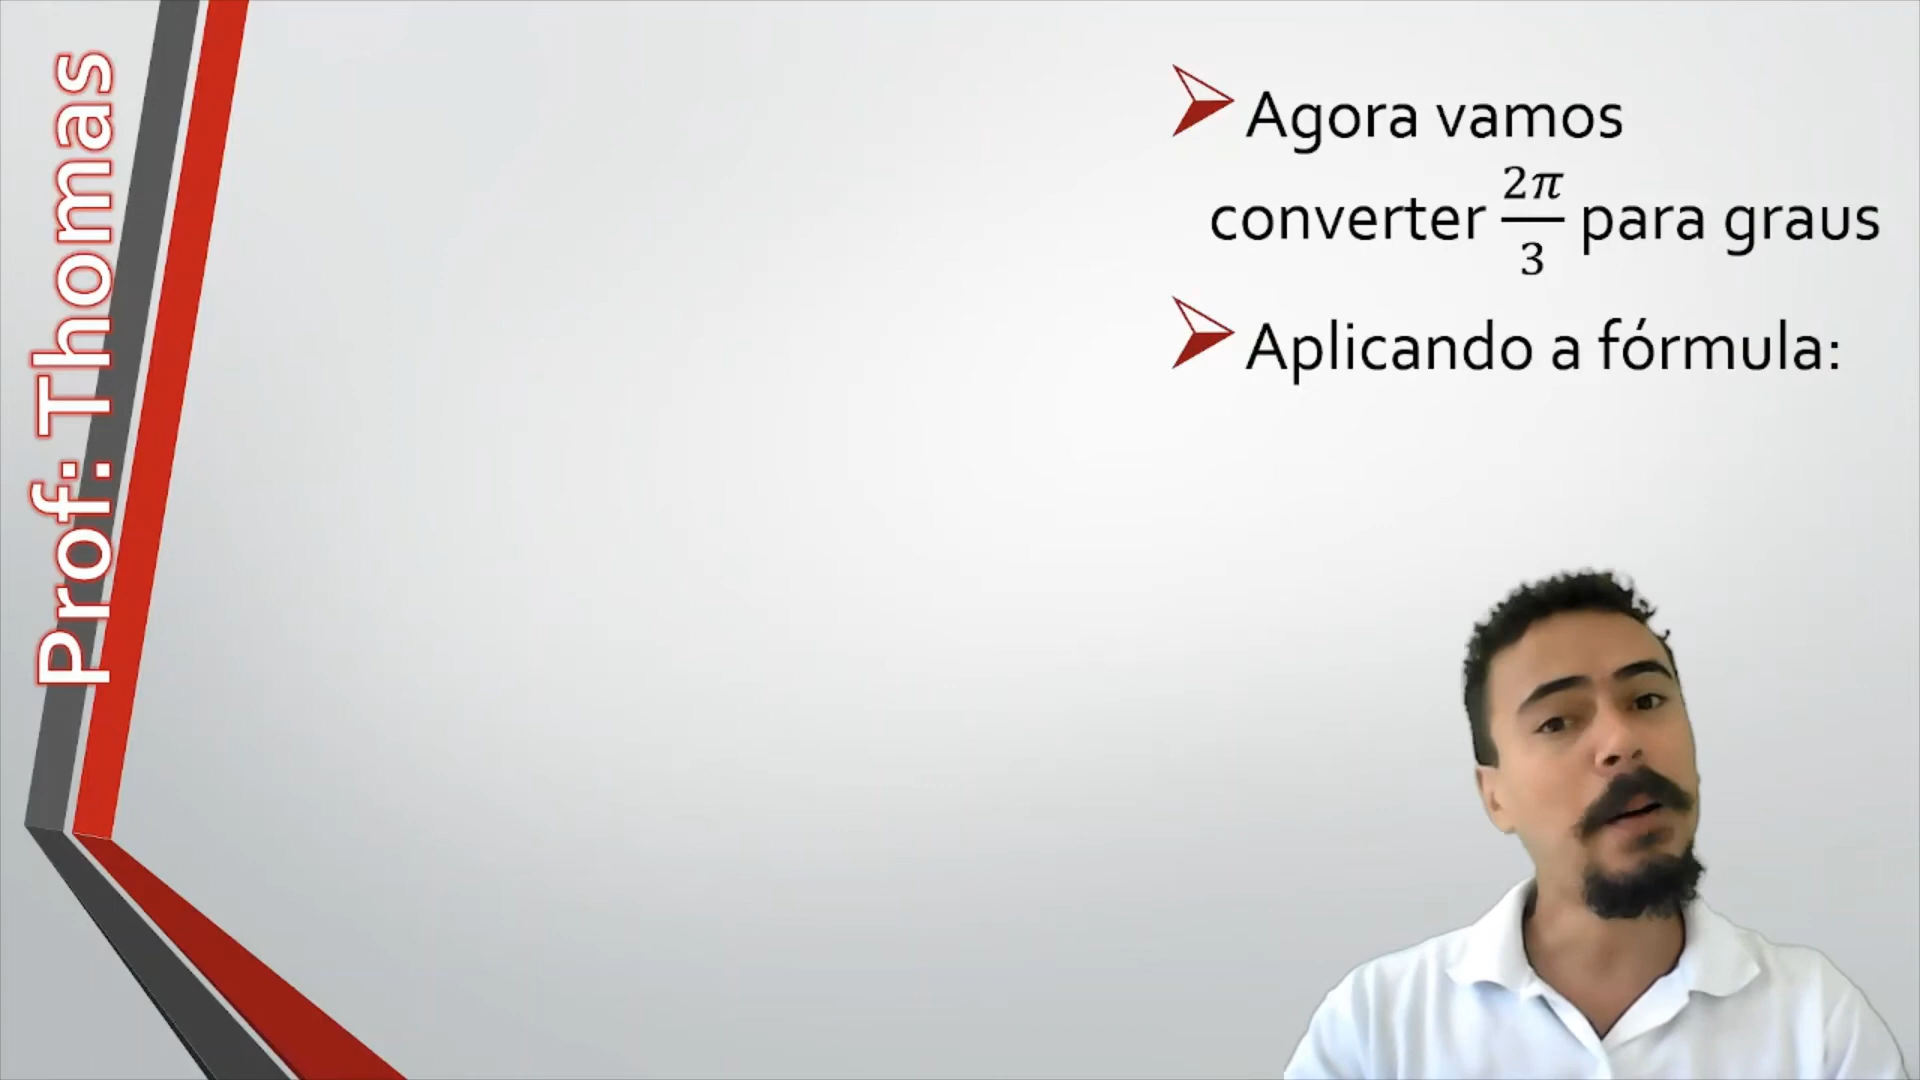 Prof: Thomas
Agora vamos
converter 2π/3 para graus
Aplicando a fórmula: